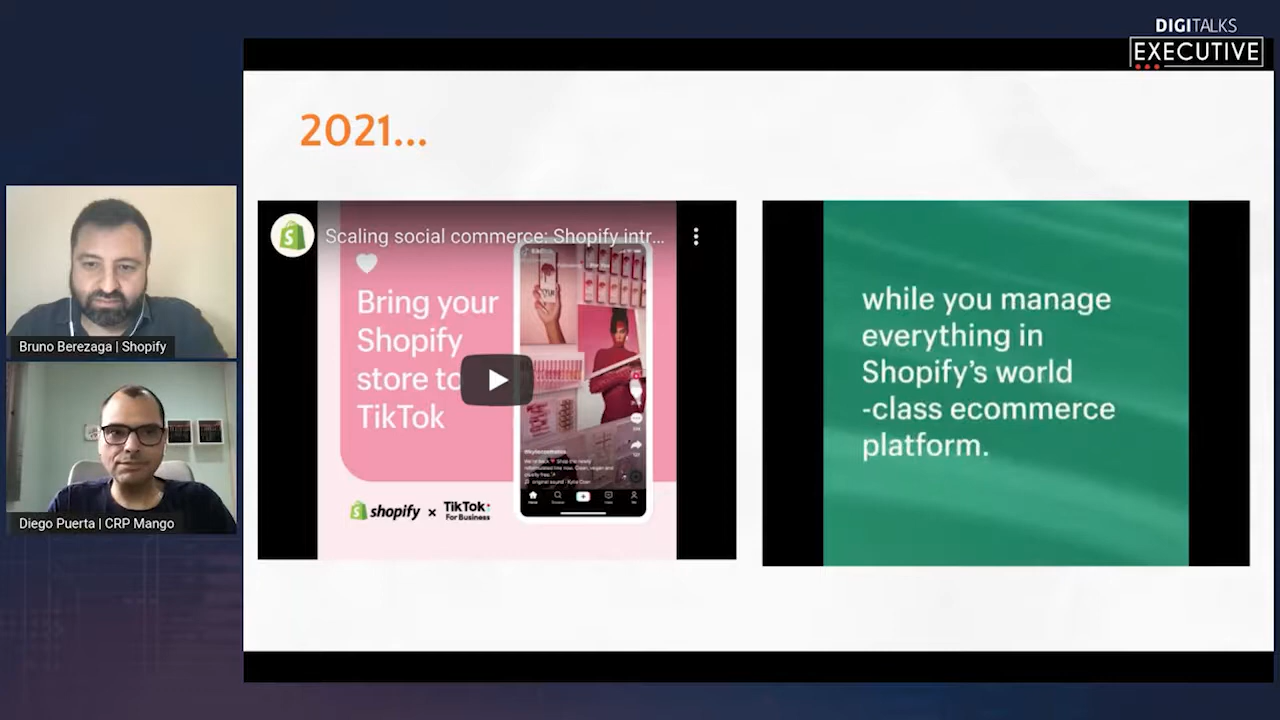 DIGITALKS
EXECUTIVE
2021...
Scaling social commerce: Shopify intr...
Bring your
Shopify
store to
TikTok
shopify × TikTok
For Business
while you manage
everything in
Shopify's world
-class ecommerce
platform.
Bruno Berezaga | Shopify
Diego Puerta | CRP Mango